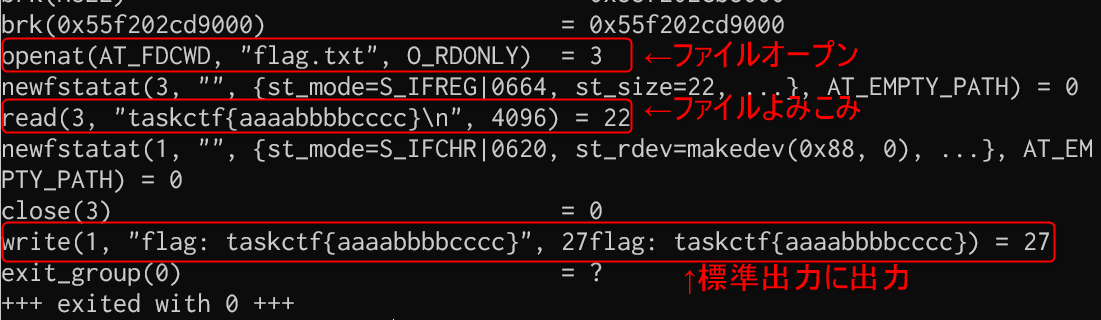 brk(0x55f202cd9000) = 0x55f202cd9000
openat(AT_FDCWD, "flag.txt", O_RDONLY) = 3 ←ファイルオープン
newfstatat(3, "", {st_mode=S_IFREG|0664, st_size=22, ...}, AT_EMPTY_PATH) = 0
read(3, "taskctf{aaaabbbbcccc}\n", 4096) = 22 ←ファイルよみこみ
newfstatat(1, "", {st_mode=S_IFCHR|0620, st_rdev=makedev(0x88, 0), ...}, AT_EM
PTY_PATH) = 0
close(3) = 0
write(1, "flag: taskctf{aaaabbbbcccc}", 27flag: taskctf{aaaabbbbcccc}) = 27
exit_group(0) = ? ↑標準出力に出力
+++ exited with 0 +++